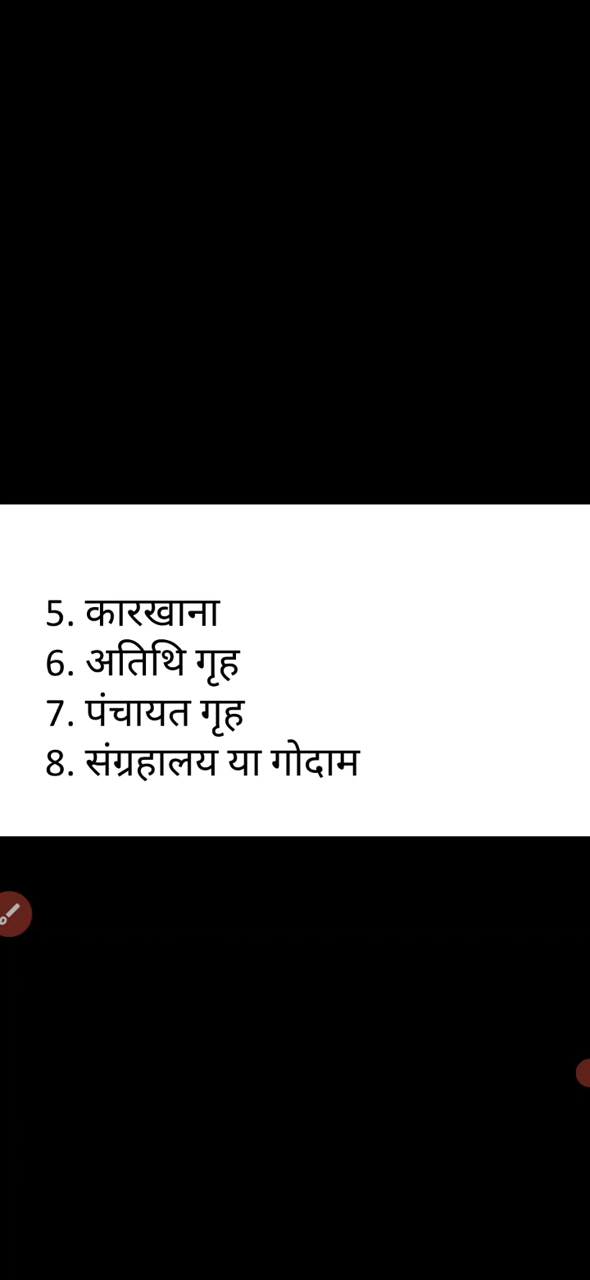 5. कारखाना
6. अतिथि गृह
7. पंचायत गृह
8. संग्रहालय या गोदाम